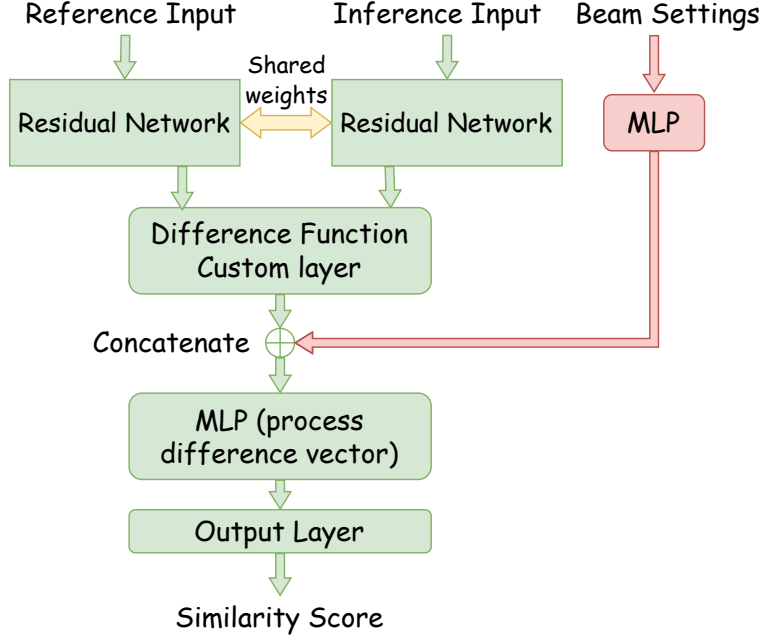 Reference Input
Inference Input
Beam Settings
Shared
weights
Residual Network
Residual Network
MLP
Difference Function
Custom layer
Concatenate
MLP (process
difference vector)
Output Layer
Similarity Score